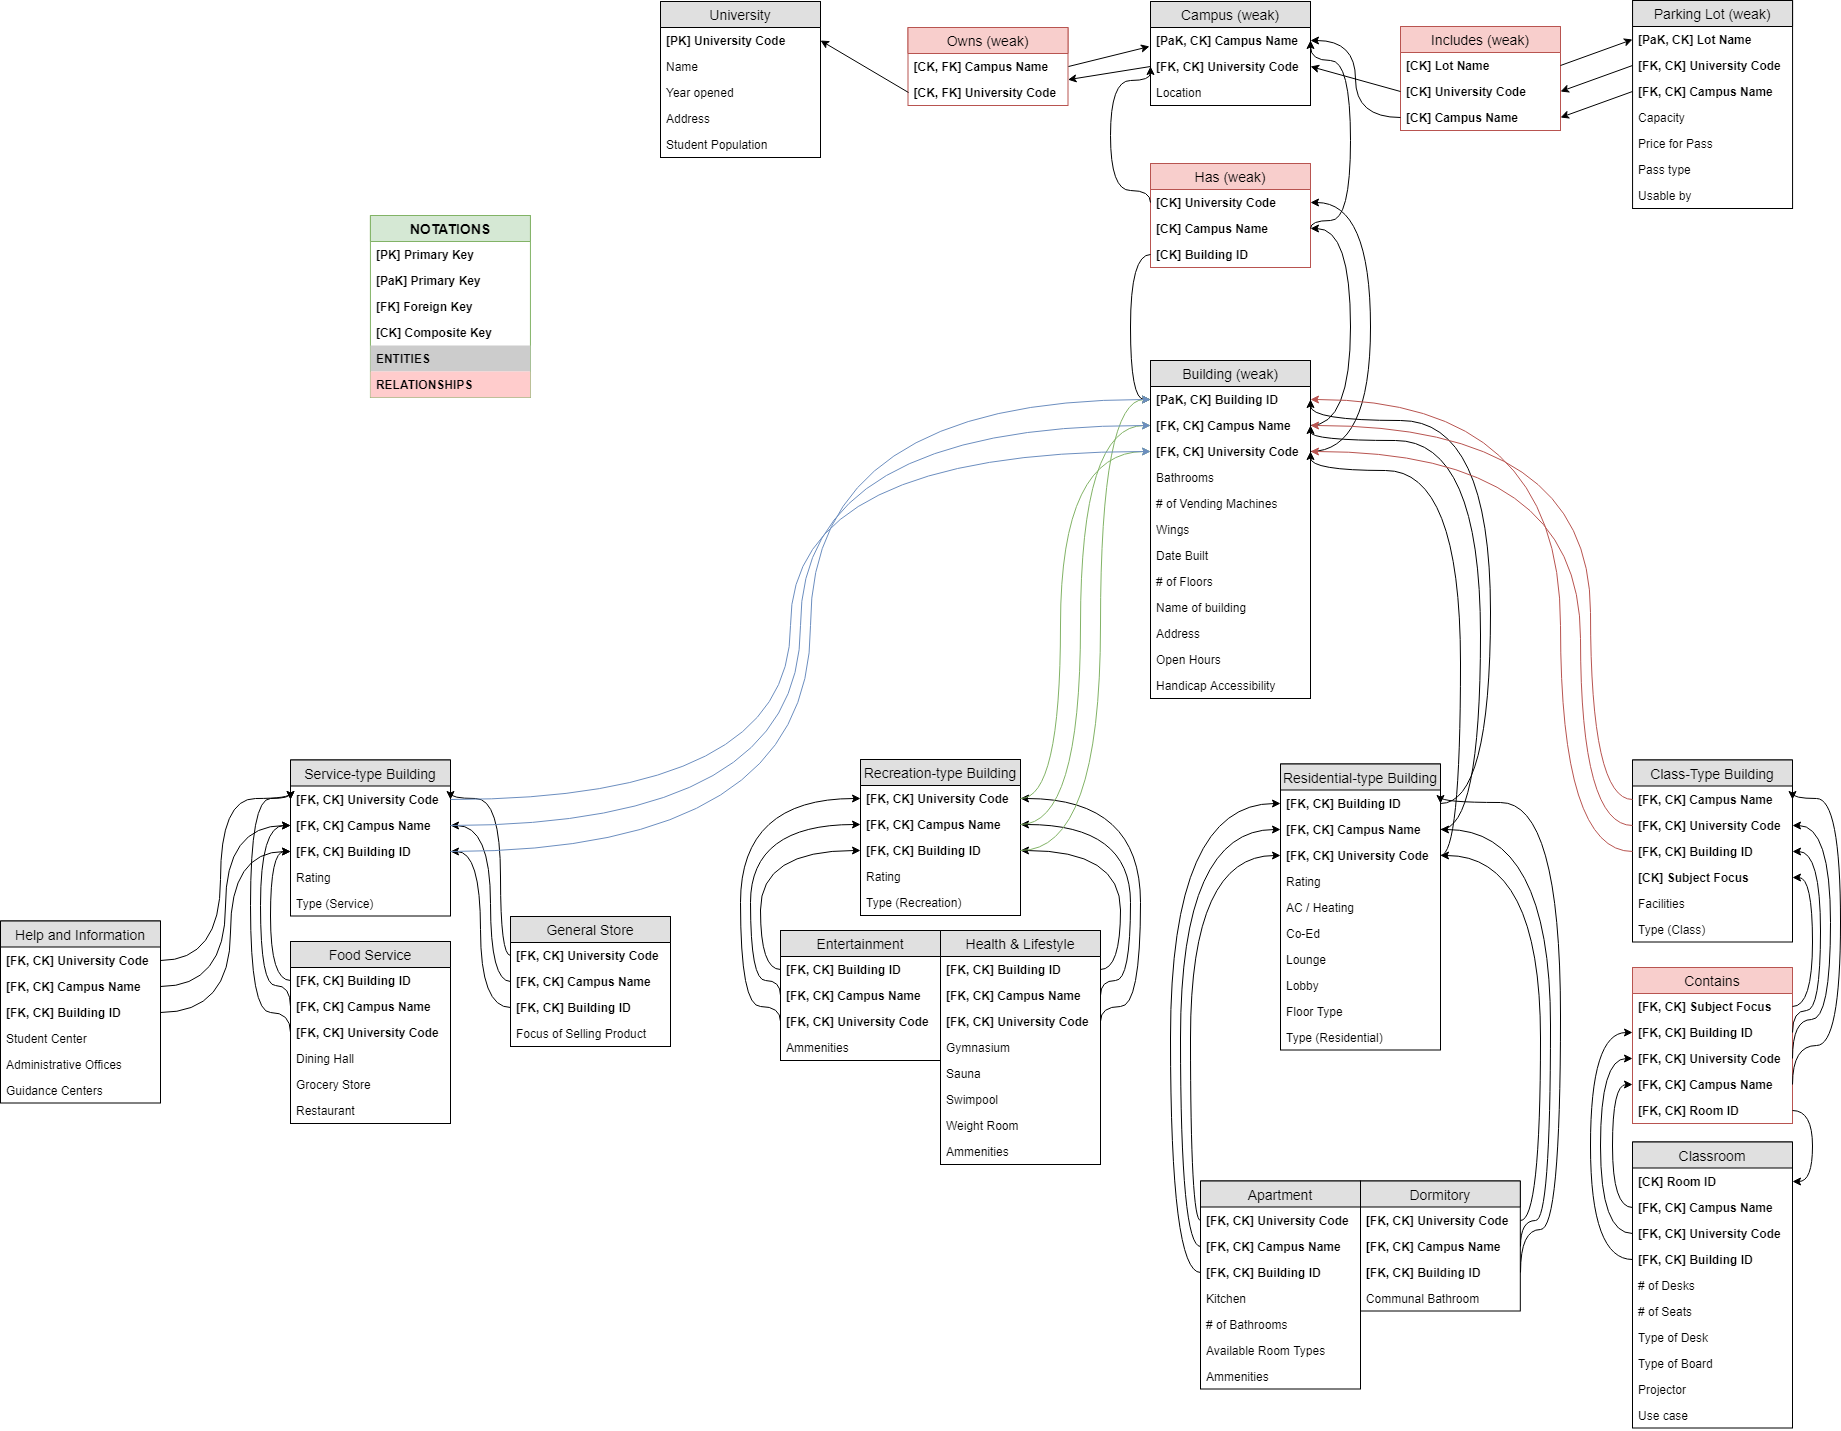 University
[PK] University Code
Name
Year opened
Address
Student Population
Owns (weak)
[CK, FK] Campus Name
[CK, FK] University Code
Campus (weak)
[PaK, CK] Campus Name
[FK, CK] University Code
Location
Includes (weak)
[CK] Lot Name
[CK] University Code
[CK] Campus Name
Parking Lot (weak)
[PaK, CK] Lot Name
[FK, CK] University Code
[FK, CK] Campus Name
Capacity
Price for Pass
Pass type
Usable by
Has (weak)
[CK] University Code
[CK] Campus Name
[CK] Building ID
NOTATIONS
[PK] Primary Key
[PaK] Primary Key
[FK] Foreign Key
[CK] Composite Key
ENTITIES
RELATIONSHIPS
Building (weak)
[PaK, CK] Building ID
[FK, CK] Campus Name
[FK, CK] University Code
Bathrooms
# of Vending Machines
Wings
Date Built
# of Floors
Name of building
Address
Open Hours
Handicap Accessibility
Service-type Building
[FK, CK] University Code
[FK, CK] Campus Name
[FK, CK] Building ID
Rating
Type (Service)
Recreation-type Building
[FK, CK] University Code
[FK, CK] Campus Name
[FK, CK] Building ID
Rating
Type (Recreation)
Residential-type Building
[FK, CK] Building ID
[FK, CK] Campus Name
[FK, CK] University Code
Rating
AC / Heating
Co-Ed
Lounge
Lobby
Floor Type
Type (Residential)
Class-Type Building
[FK, CK] Campus Name
[FK, CK] University Code
[FK, CK] Building ID
[CK] Subject Focus
Facilities
Type (Class)
Help and Information
[FK, CK] University Code
[FK, CK] Campus Name
[FK, CK] Building ID
Student Center
Administrative Offices
Guidance Centers
Food Service
[FK, CK] Building ID
[FK, CK] Campus Name
[FK, CK] University Code
Dining Hall
Grocery Store
Restaurant
General Store
[FK, CK] University Code
[FK, CK] Campus Name
[FK, CK] Building ID
Focus of Selling Product
Entertainment
[FK, CK] Building ID
[FK, CK] Campus Name
[FK, CK] University Code
Ammenities
Health & Lifestyle
[FK, CK] Building ID
[FK, CK] Campus Name
[FK, CK] University Code
Gymnasium
Sauna
Swimpool
Weight Room
Ammenities
Contains
[FK, CK] Subject Focus
[FK, CK] Building ID
[FK, CK] University Code
[FK, CK] Campus Name
[FK, CK] Room ID
Apartment
[FK, CK] University Code
[FK, CK] Campus Name
[FK, CK] Building ID
Kitchen
# of Bathrooms
Available Room Types
Ammenities
Dormitory
[FK, CK] University Code
[FK, CK] Campus Name
[FK, CK] Building ID
Communal Bathroom
Classroom
[CK] Room ID
[FK, CK] Campus Name
[FK, CK] University Code
[FK, CK] Building ID
# of Desks
# of Seats
Type of Desk
Type of Board
Projector
Use case